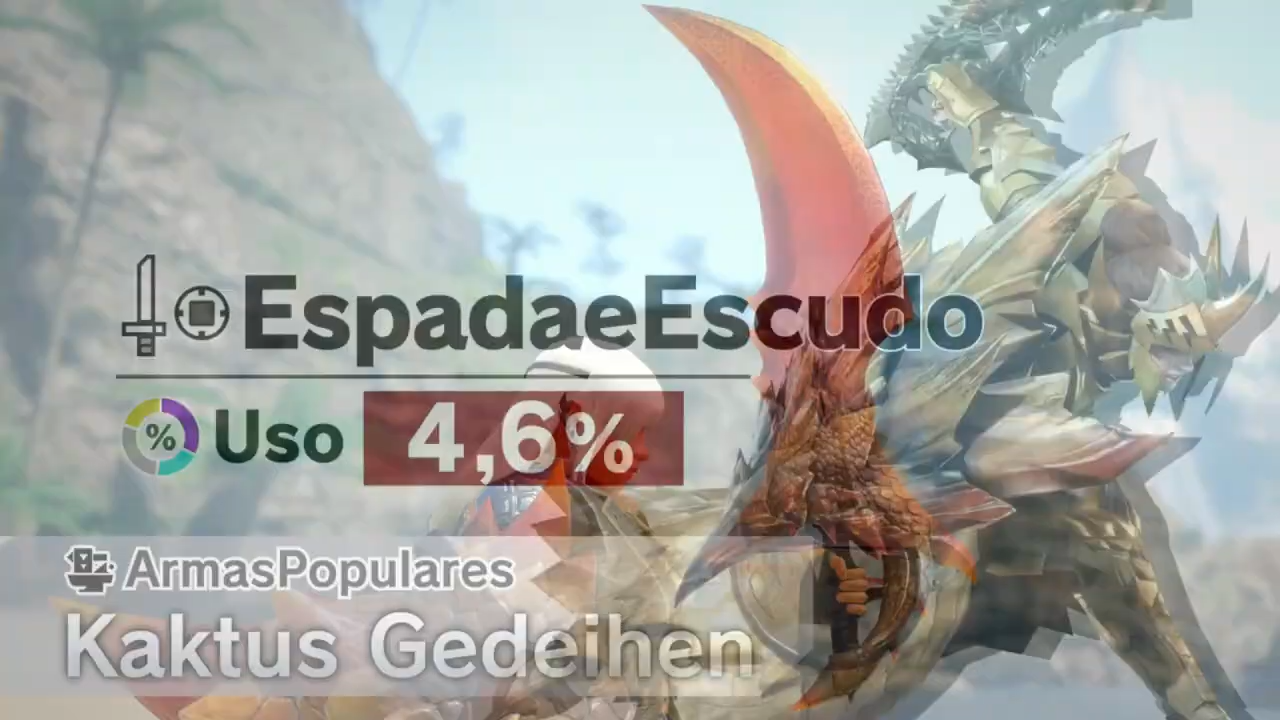 EspadaeEscudo
% Uso 4,6%
ArmasPopulares
Kaktus Gedeihen